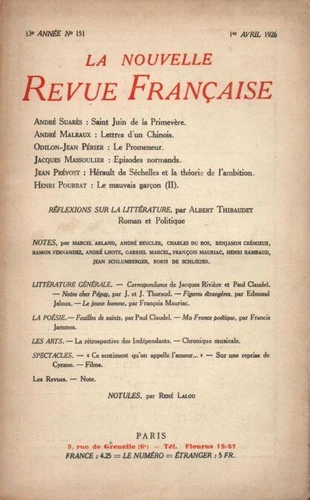 13e ANNÉE No 151
1er AVRIL 1926
LA NOUVELLE
REVUE FRANÇAISE
ANDRÉ SUARÈS : Saint Juin de la Primevère.
ANDRÉ MALRAUX : Lettres d'un Chinois.
ODILON-JEAN PÉRIER : Le Promeneur.
JACQUES MASSOULIER : Episodes normands.
JEAN PRÉVOST : Hérault de Séchelles et la théorie de l'ambition.
HENRI POURRAT : Le mauvais garçon (II).
RÉFLEXIONS SUR LA LITTÉRATURE, par ALBERT THIBAUDET
Roman et Politique
NOTES, par MARCEL ARLAND, ANDRÉ BEUCLER, CHARLES DU BOS, BENJAMIN CRÉMIEUX,
RAMON FERNANDEZ, ANDRÉ LHOTE, GABRIEL MARCEL, FRANÇOIS MAURIAC, HENRI RAMBAUD,
JEAN SCHLUMBERGER, BORIS DE SCHLŒZER.
LITTÉRATURE GÉNÉRALE. — Correspondance de Jacques Rivière et Paul Claudel.
— Notre cher Péguy, par J. et J. Tharaud. — Figures étrangères, par Edmond
Jaloux. — Le jeune homme, par François Mauriac.
LA POÉSIE. — Feuilles de saints, par Paul Claudel. — Ma France poétique, par Francis
Jammes.
LES ARTS. — La rétrospective des Indépendants. — Chronique musicale.
SPECTACLES. — « Ce sentiment qu'on appelle l'amour... » — Sur une reprise de
Cyrano. — Films.
Les Revues. — Note.
NOTULES, par RENÉ LALOU
PARIS
3, rue de Grenelle (6e) — Tél. Fleurus 12-27
FRANCE : 4.25 = LE NUMÉRO = ÉTRANGER : 5 FR.